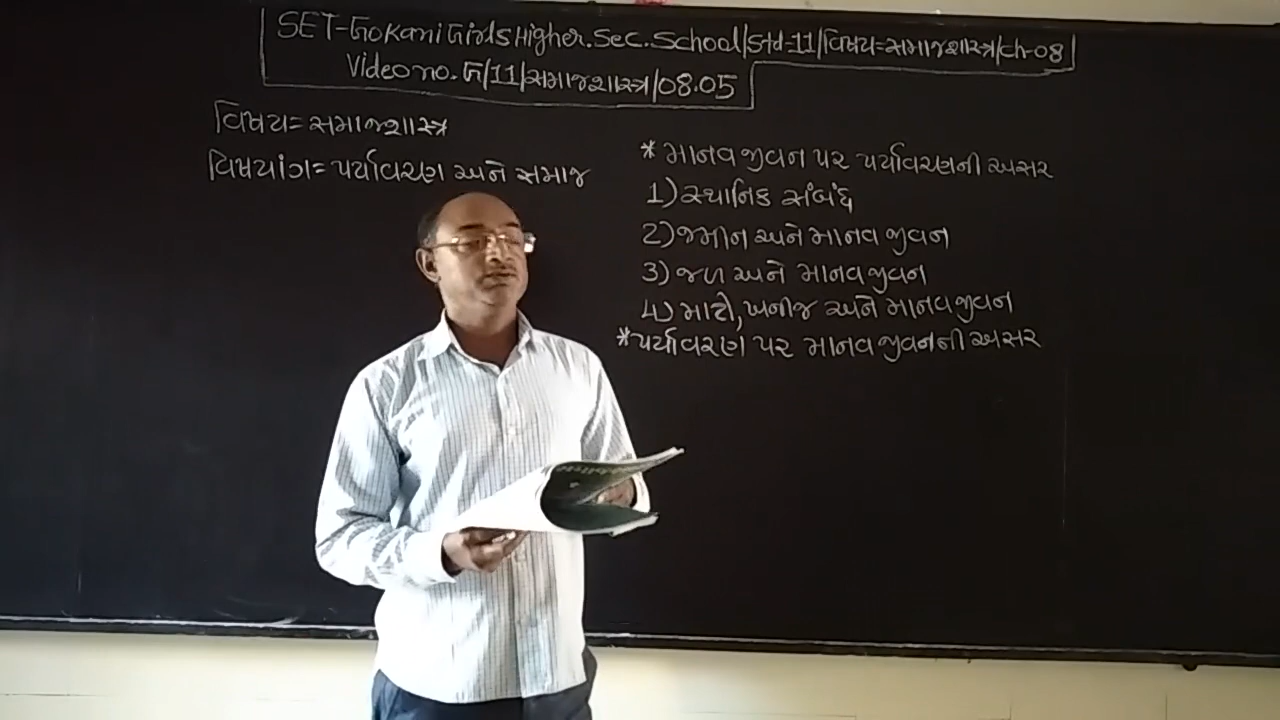 SET-Gokani Girls Higher.Sec.School/Std-11/વિષય=સમાજશાસ્ત્ર/ch-08
Video no. G/11/સમાજશાસ્ત્ર/08.05
વિષય=સમાજશાસ્ત્ર
વિષયાંગ=પર્યાવરણ અને સમાજ
* માનવજીવન પર પર્યાવરણની અસર
1) સ્થાનિક સંબંધ
2) જમીન અને માનવજીવન
3) જળ અને માનવજીવન
4) માટી, ખનીજ અને માનવજીવન
* પર્યાવરણ પર માનવજીવનની અસર